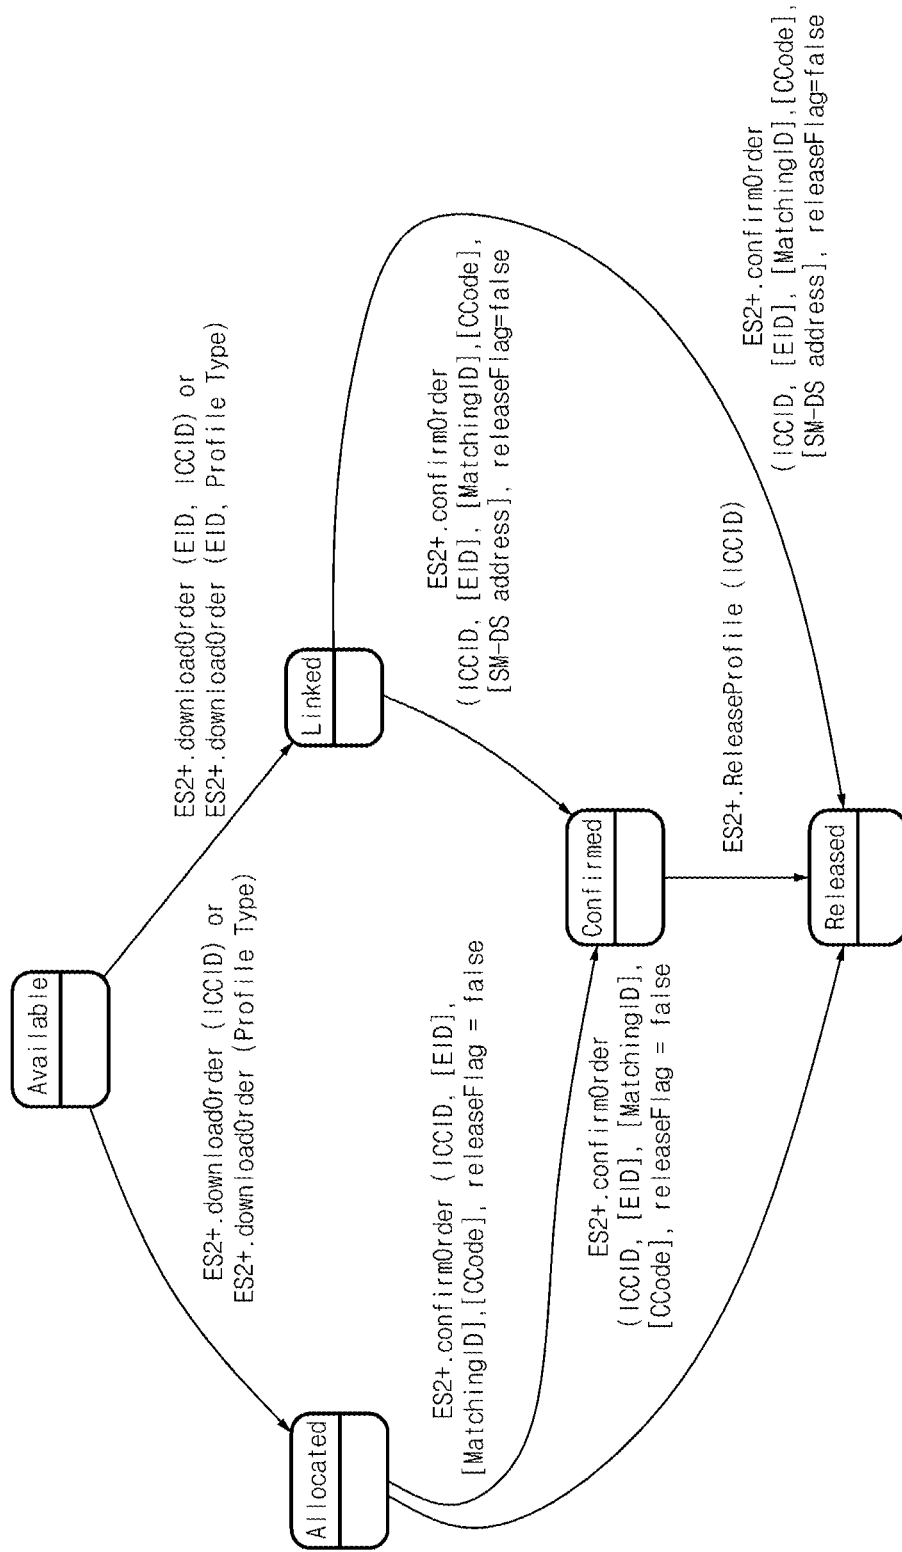 Available
ES2+.downloadOrder (ICCID) or
ES2+.downloadOrder (Profile Type)
ES2+.downloadOrder (EID, ICCID) or
ES2+.downloadOrder (EID, Profile Type)
Allocated
Linked
ES2+.confirmOrder (ICCID, [EID],
[MatchingID],[CCode], releaseFlag = false
ES2+.confirmOrder
(ICCID, [EID], [MatchingID],[CCode],
[SM-DS address], releaseFlag=false
Confirmed
ES2+.confirmOrder
(ICCID, [EID], [MatchingID],
[CCode], releaseFlag = false
ES2+.ReleaseProfile (ICCID)
ES2+.confirmOrder
(ICCID, [EID], [MatchingID],[CCode],
[SM-DS address], releaseFlag=false
Released